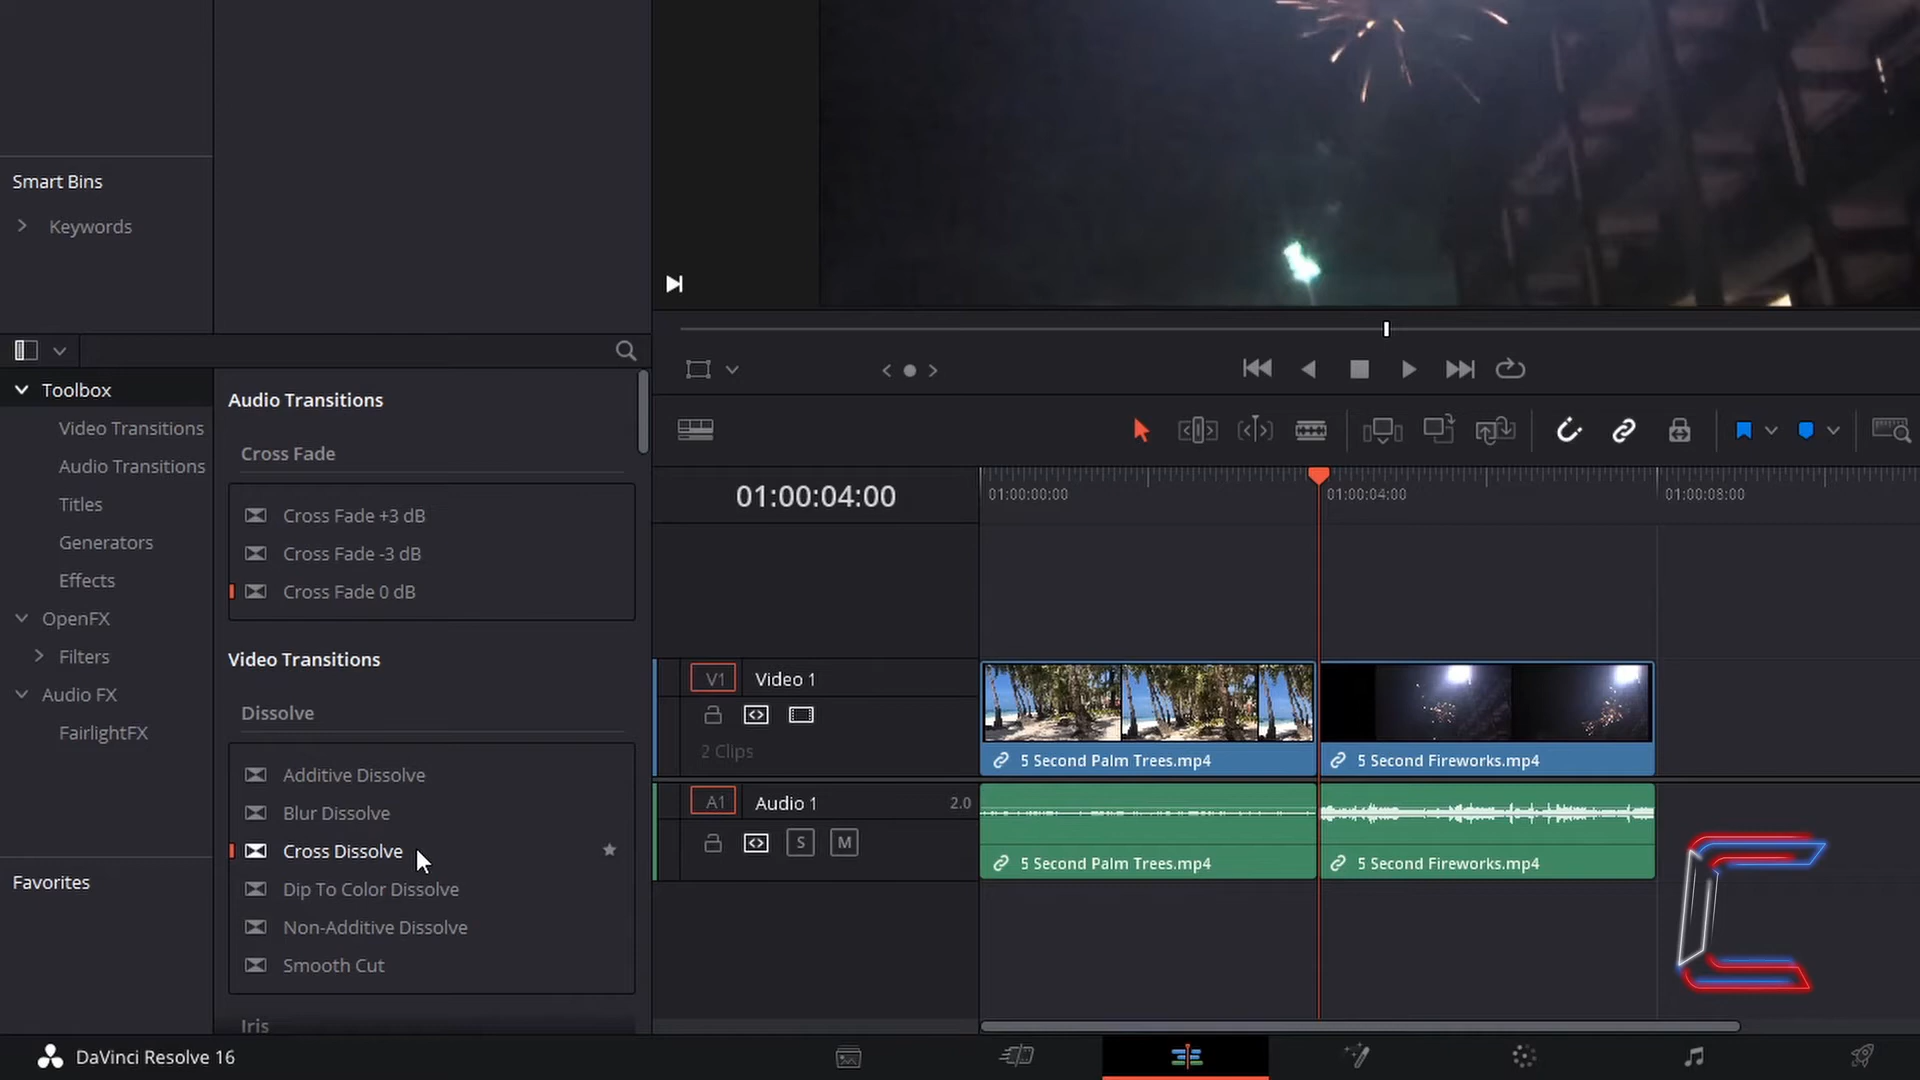 Smart Bins
Keywords
Toolbox
Video Transitions
Audio Transitions
Titles
Generators
Effects
OpenFX
Filters
Audio FX
FairlightFX
Favorites
Audio Transitions
Cross Fade
Cross Fade +3 dB
Cross Fade -3 dB
Cross Fade 0 dB
Video Transitions
Dissolve
Additive Dissolve
Blur Dissolve
Cross Dissolve
Dip To Color Dissolve
Non-Additive Dissolve
Smooth Cut
Iris
01:00:04:00
01:00:00:00
01:00:04:00
01:00:08:00
V1 Video 1
2 Clips
5 Second Palm Trees.mp4
5 Second Fireworks.mp4
A1 Audio 1 2.0
S M
5 Second Palm Trees.mp4
5 Second Fireworks.mp4
DaVinci Resolve 16